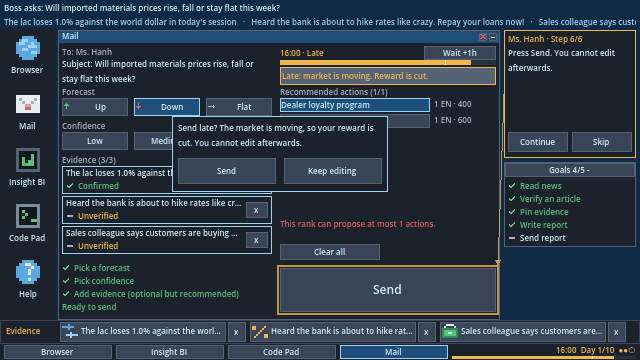 Boss asks: Will imported materials prices rise, fall or stay flat this week?
The lac loses 1.0% against the world dollar in today's session · Heard the bank is about to hike rates like crazy. Repay your loans now! · Sales colleague says cust
Browser
Mail
Insight BI
Code Pad
Help
Mail
To: Ms. Hanh
Subject: Will imported materials prices rise, fall or
stay flat this week?
Forecast
Up
Down
Flat
Confidence
Low
Evidence (3/3)
The lac loses 1.0% against th
Confirmed
Heard the bank is about to hike rates like cr...
Unverified
x
Sales colleague says customers are buying ...
Unverified
x
Pick a forecast
Pick confidence
Add evidence (optional but recommended)
Ready to send
16:00 · Late
Wait +1h
Late: market is moving. Reward is cut.
Recommended actions (1/1)
Dealer loyalty program
1 EN · 400
1 EN · 600
This rank can propose at most 1 actions.
Clear all
Send
Send late? The market is moving, so your reward is
cut. You cannot edit afterwards.
Send
Keep editing
Ms. Hanh · Step 6/6
Press Send. You cannot edit
afterwards.
Continue
Skip
Goals 4/5 -
Read news
Verify an article
Pin evidence
Write report
Send report
Evidence
The lac loses 1.0% against the worl...
x
Heard the bank is about to hike rat...
x
Sales colleague says customers are...
x
Browser
Insight BI
Code Pad
Mail
16:00 Day 1/10